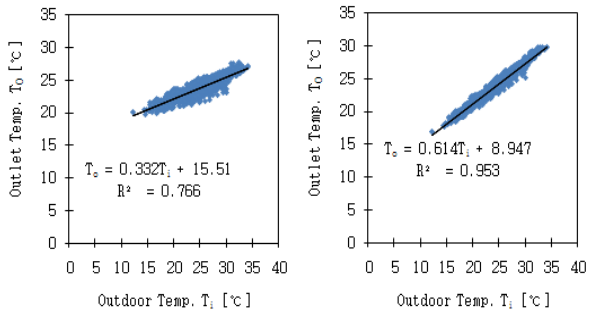 35
30
25
20
15
10
5
0
Outlet Temp. T₀ [℃]
Tₒ = 0.332Tᵢ + 15.51
R² = 0.766
0 5 10 15 20 25 30 35 40
Outdoor Temp. Tᵢ [℃]
35
30
25
20
15
10
5
0
Outlet Temp. T₀ [℃]
Tₒ = 0.614Tᵢ + 8.947
R² = 0.953
0 5 10 15 20 25 30 35 40
Outdoor Temp. Tᵢ [℃]